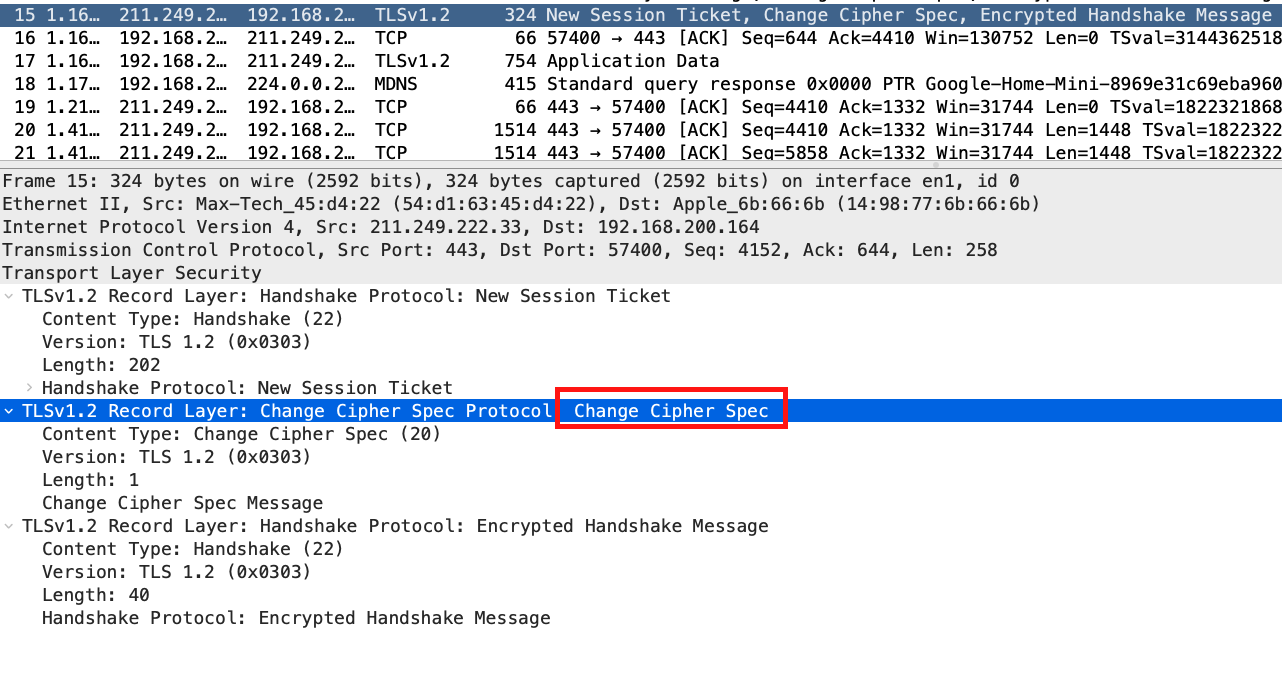 15 1.16… 211.249.2… 192.168.2… TLSv1.2 324 New Session Ticket, Change Cipher Spec, Encrypted Handshake Message
16 1.16… 192.168.2… 211.249.2… TCP 66 57400 → 443 [ACK] Seq=644 Ack=4410 Win=130752 Len=0 TSval=3144362518
17 1.16… 192.168.2… 211.249.2… TLSv1.2 754 Application Data
18 1.17… 192.168.2… 224.0.0.2… MDNS 415 Standard query response 0x0000 PTR Google-Home-Mini-8969e31c69eba960
19 1.21… 211.249.2… 192.168.2… TCP 66 443 → 57400 [ACK] Seq=4410 Ack=1332 Win=31744 Len=0 TSval=1822321868
20 1.41… 211.249.2… 192.168.2… TCP 1514 443 → 57400 [ACK] Seq=4410 Ack=1332 Win=31744 Len=1448 TSval=1822322
21 1.41… 211.249.2… 192.168.2… TCP 1514 443 → 57400 [ACK] Seq=5858 Ack=1332 Win=31744 Len=1448 TSval=1822322
Frame 15: 324 bytes on wire (2592 bits), 324 bytes captured (2592 bits) on interface en1, id 0
Ethernet II, Src: Max-Tech_45:d4:22 (54:d1:63:45:d4:22), Dst: Apple_6b:66:6b (14:98:77:6b:66:6b)
Internet Protocol Version 4, Src: 211.249.222.33, Dst: 192.168.200.164
Transmission Control Protocol, Src Port: 443, Dst Port: 57400, Seq: 4152, Ack: 644, Len: 258
Transport Layer Security
TLSv1.2 Record Layer: Handshake Protocol: New Session Ticket
Content Type: Handshake (22)
Version: TLS 1.2 (0x0303)
Length: 202
Handshake Protocol: New Session Ticket
TLSv1.2 Record Layer: Change Cipher Spec Protocol Change Cipher Spec
Content Type: Change Cipher Spec (20)
Version: TLS 1.2 (0x0303)
Length: 1
Change Cipher Spec Message
TLSv1.2 Record Layer: Handshake Protocol: Encrypted Handshake Message
Content Type: Handshake (22)
Version: TLS 1.2 (0x0303)
Length: 40
Handshake Protocol: Encrypted Handshake Message